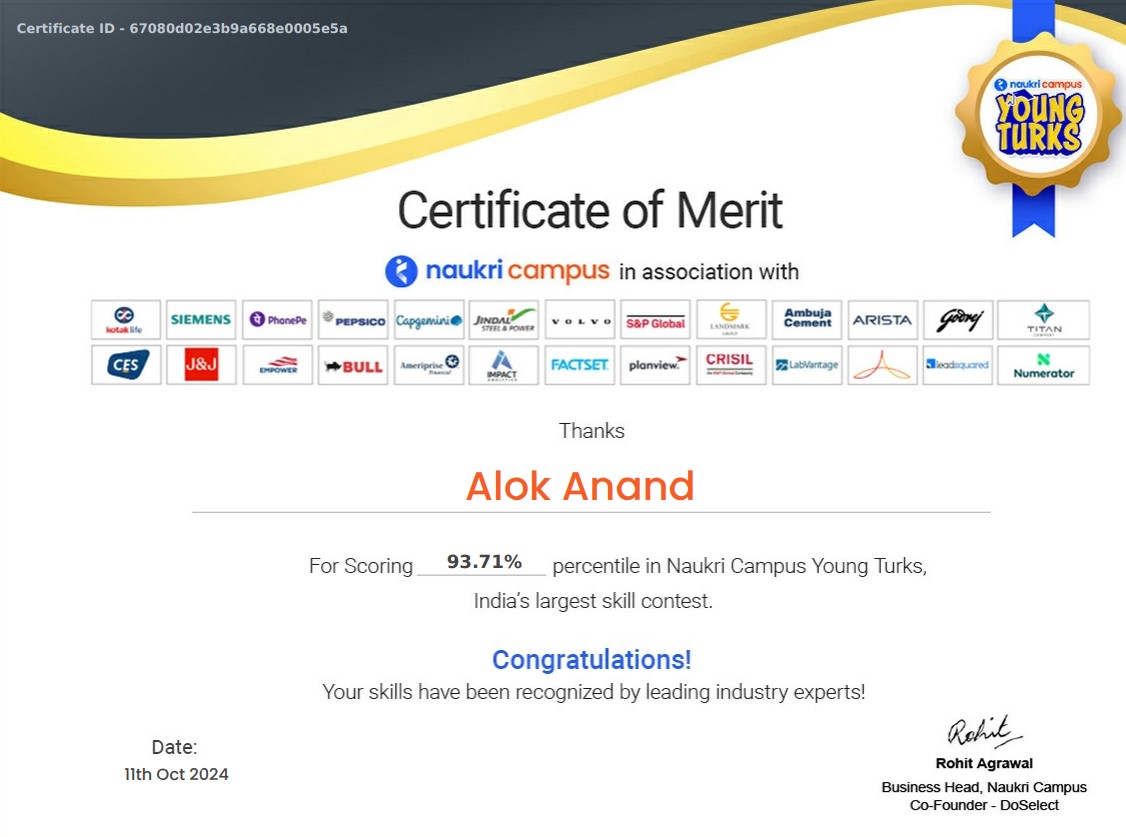 Certificate ID - 67080d02e3b9a668e0005e5a
naukri campus
YOUNG
TURKS
Certificate of Merit
naukri campus in association with
kotak life SIEMENS PhonePe PEPSICO Capgemini JINDAL STEEL & POWER VOLVO S&P Global LANDMARK GROUP Ambuja Cement ARISTA Godrej TITAN COMPANY
CES J&J EMPOWER BULL Ameriprise Financial IMPACT ANALYTICS FACTSET planview. CRISIL An S&P Global Company LabVantage leadsquared Numerator
Thanks
Alok Anand
For Scoring 93.71% percentile in Naukri Campus Young Turks,
India's largest skill contest.
Congratulations!
Your skills have been recognized by leading industry experts!
Date:
11th Oct 2024
Rohit
Rohit Agrawal
Business Head, Naukri Campus
Co-Founder - DoSelect